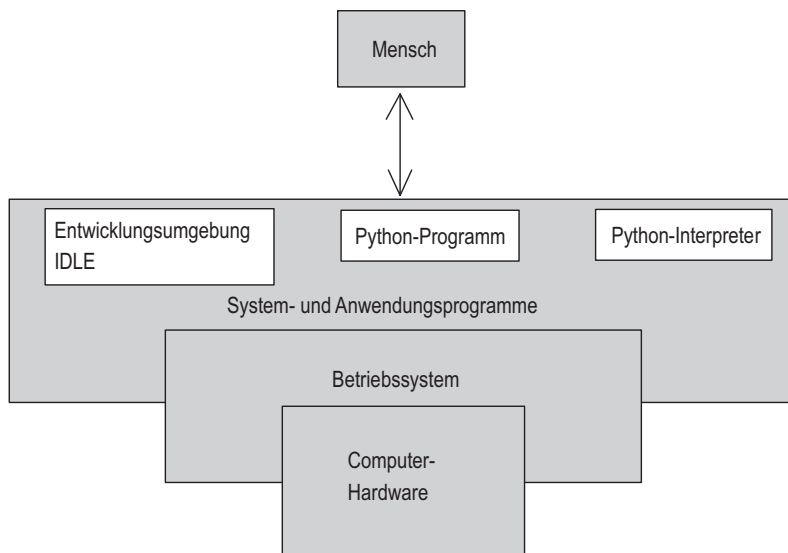 Mensch
Entwicklungsumgebung
IDLE
Python-Programm
Python-Interpreter
System- und Anwendungsprogramme
Betriebssystem
Computer-
Hardware